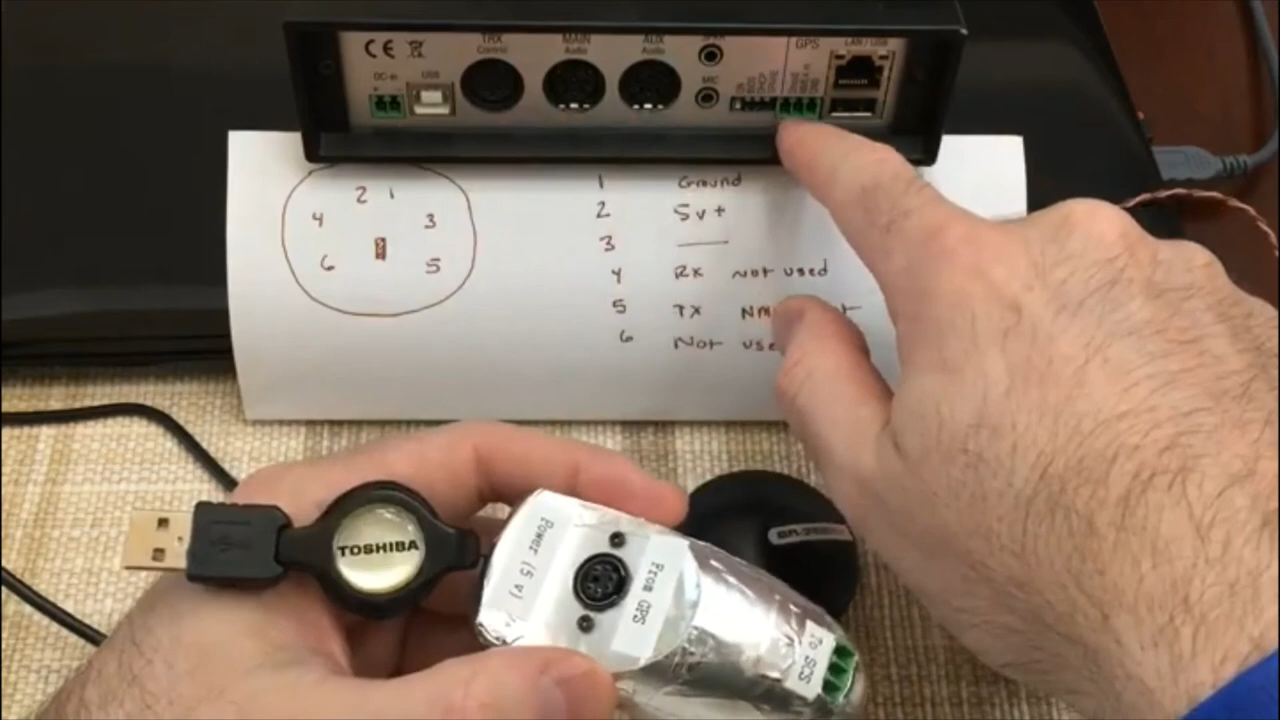 TRX MAIN AUX GPS LAN / USB
Control Audio Audio
CE
DC-in USB MIC
1 Ground
2 5v+
3 —
4 Rx Not used
5 TX
6 Not
2 1
4 3
6 5
TOSHIBA
Power (5 v)
From GPS
To SCS